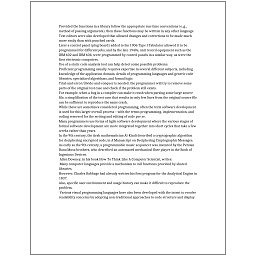 Provided the functions in a library follow the appropriate run-time conventions (e.g.,
method of passing arguments), then these functions may be written in any other language.
Text editors were also developed that allowed changes and corrections to be made much
more easily than with punched cards.
Later a control panel (plug board) added to his 1906 Type I Tabulator allowed it to be
programmed for different jobs, and by the late 1940s, unit record equipment such as the
IBM 602 and IBM 604, were programmed by control panels in a similar way, as were the
first electronic computers.
Use of a static code analysis tool can help detect some possible problems.
Proficient programming usually requires expertise in several different subjects, including
knowledge of the application domain, details of programming languages and generic code
libraries, specialized algorithms, and formal logic.
Trial-and-error/divide-and-conquer is needed: the programmer will try to remove some
parts of the original test case and check if the problem still exists.
For example, when a bug in a compiler can make it crash when parsing some large source
file, a simplification of the test case that results in only few lines from the original source file
can be sufficient to reproduce the same crash.
While these are sometimes considered programming, often the term software development
is used for this larger overall process – with the terms programming, implementation, and
coding reserved for the writing and editing of code per se.
Many programmers use forms of Agile software development where the various stages of
formal software development are more integrated together into short cycles that take a few
weeks rather than years.
In the 9th century, the Arab mathematician Al-Kindi described a cryptographic algorithm
for deciphering encrypted code, in A Manuscript on Deciphering Cryptographic Messages.
As early as the 9th century, a programmable music sequencer was invented by the Persian
Banu Musa brothers, who described an automated mechanical flute player in the Book of
Ingenious Devices.
Allen Downey, in his book How To Think Like A Computer Scientist, writes:
Many computer languages provide a mechanism to call functions provided by shared
libraries.
However, Charles Babbage had already written his first program for the Analytical Engine in
1837.
Also, specific user environment and usage history can make it difficult to reproduce the
problem.
Various visual programming languages have also been developed with the intent to resolve
readability concerns by adopting non-traditional approaches to code structure and display.